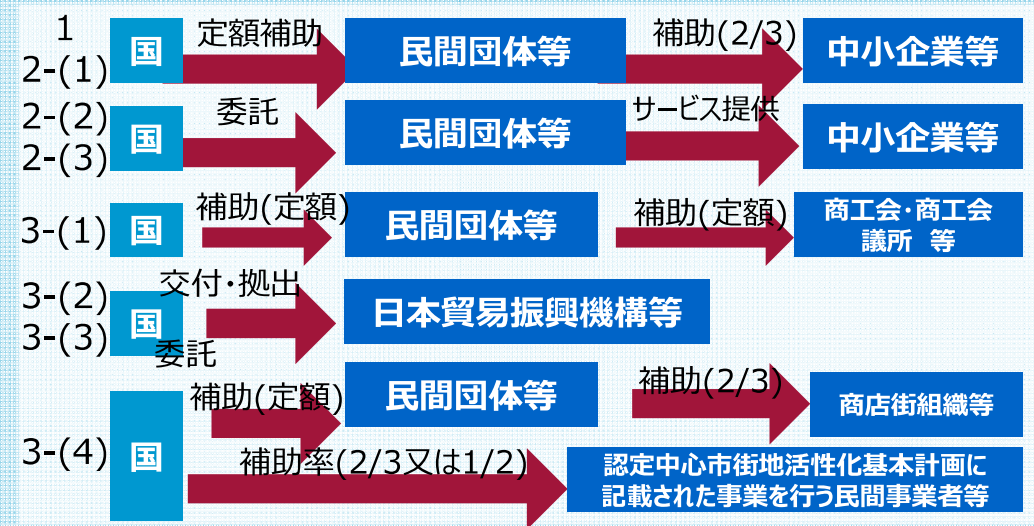 1
2-(1)
国
定額補助
民間団体等
補助(2/3)
中小企業等
2-(2)
2-(3)
国
委託
民間団体等
サービス提供
中小企業等
3-(1)
国
補助(定額)
民間団体等
補助(定額)
商工会・商工会
議所 等
3-(2)
3-(3)
国
交付・拠出
委託
日本貿易振興機構等
3-(4)
国
補助(定額)
民間団体等
補助(2/3)
商店街組織等
補助率(2/3又は1/2)
認定中心市街地活性化基本計画に
記載された事業を行う民間事業者等